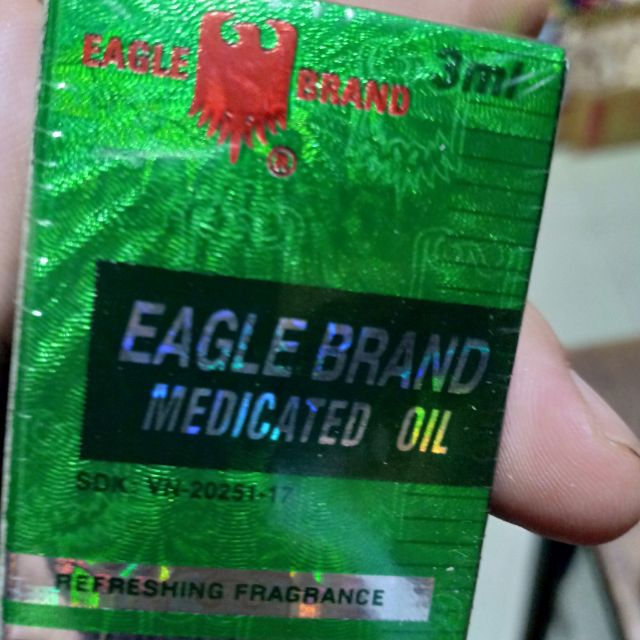 EAGLE BRAND 3ml
®
EAGLE BRAND
MEDICATED OIL
SDK: VN-20251-17
REFRESHING FRAGRANCE